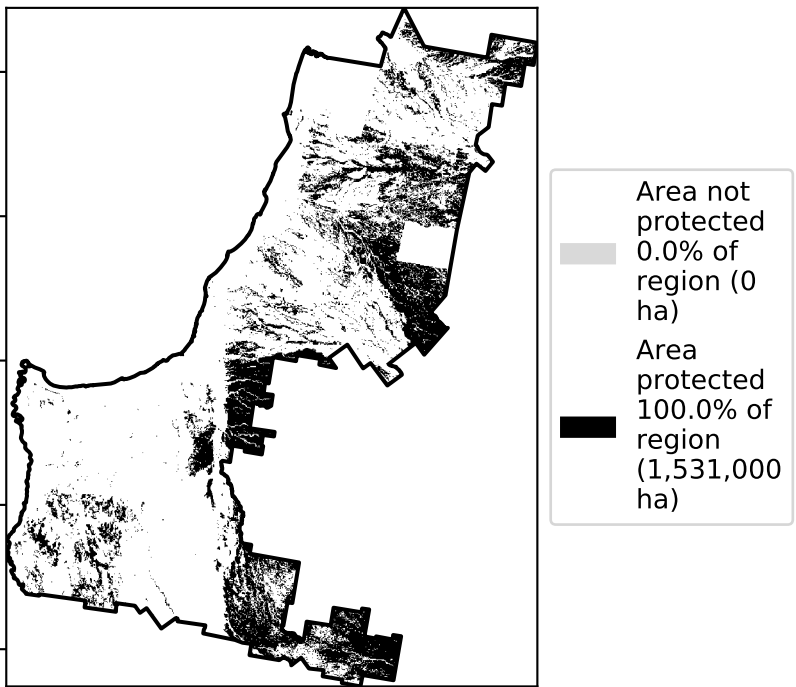 Area not
protected
0.0% of
region (0
ha)
Area
protected
100.0% of
region
(1,531,000
ha)